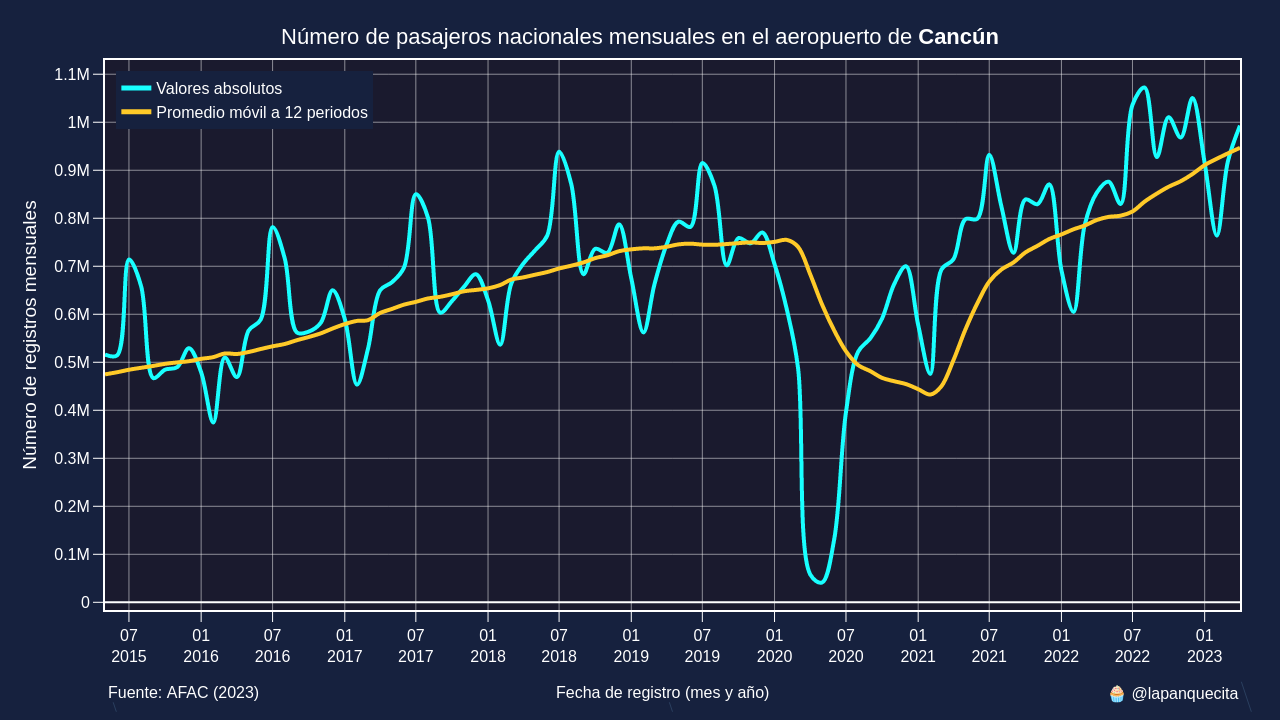 Número de pasajeros nacionales mensuales en el aeropuerto de Cancún
Valores absolutos
Promedio móvil a 12 periodos
Número de registros mensuales
1.1M
1M
0.9M
0.8M
0.7M
0.6M
0.5M
0.4M
0.3M
0.2M
0.1M
0
07 01 07 01 07 01 07 01 07 01 07 01 07 01 07 01
2015 2016 2016 2017 2017 2018 2018 2019 2019 2020 2020 2021 2021 2022 2022 2023
Fuente: AFAC (2023)
Fecha de registro (mes y año)
🧁 @lapanquecita